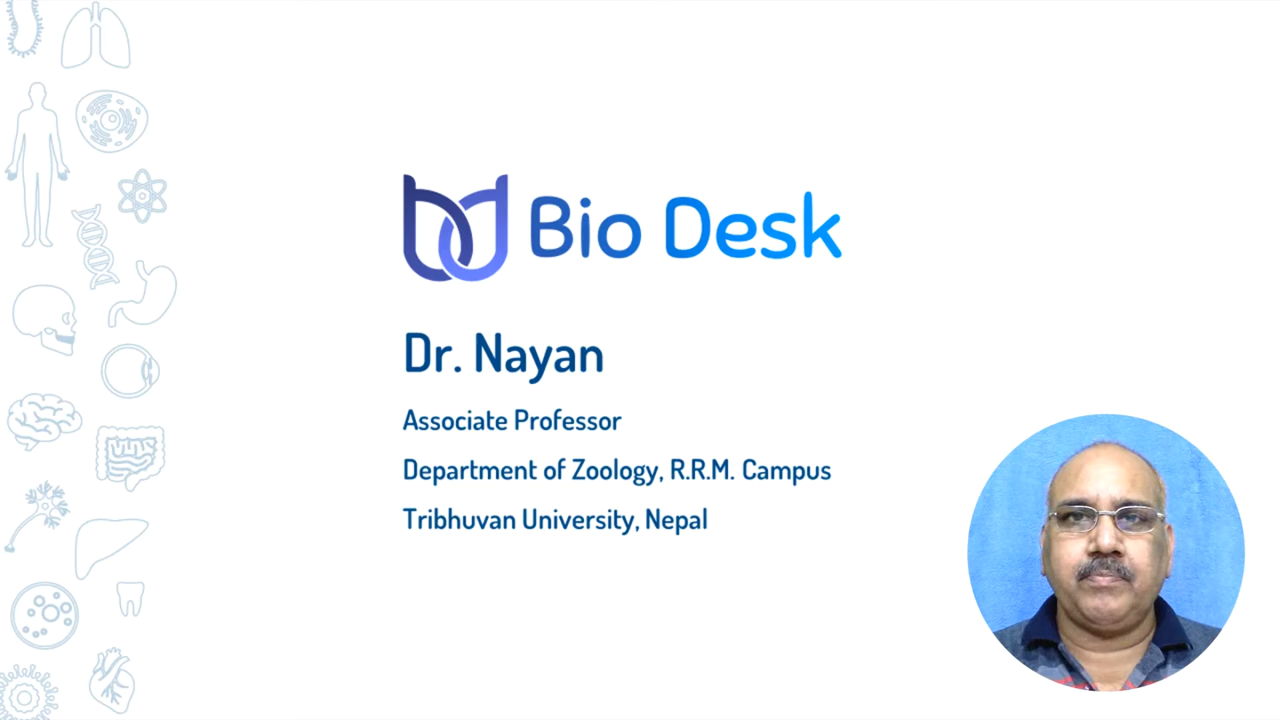 Bio Desk
Dr. Nayan
Associate Professor
Department of Zoology, R.R.M. Campus
Tribhuvan University, Nepal